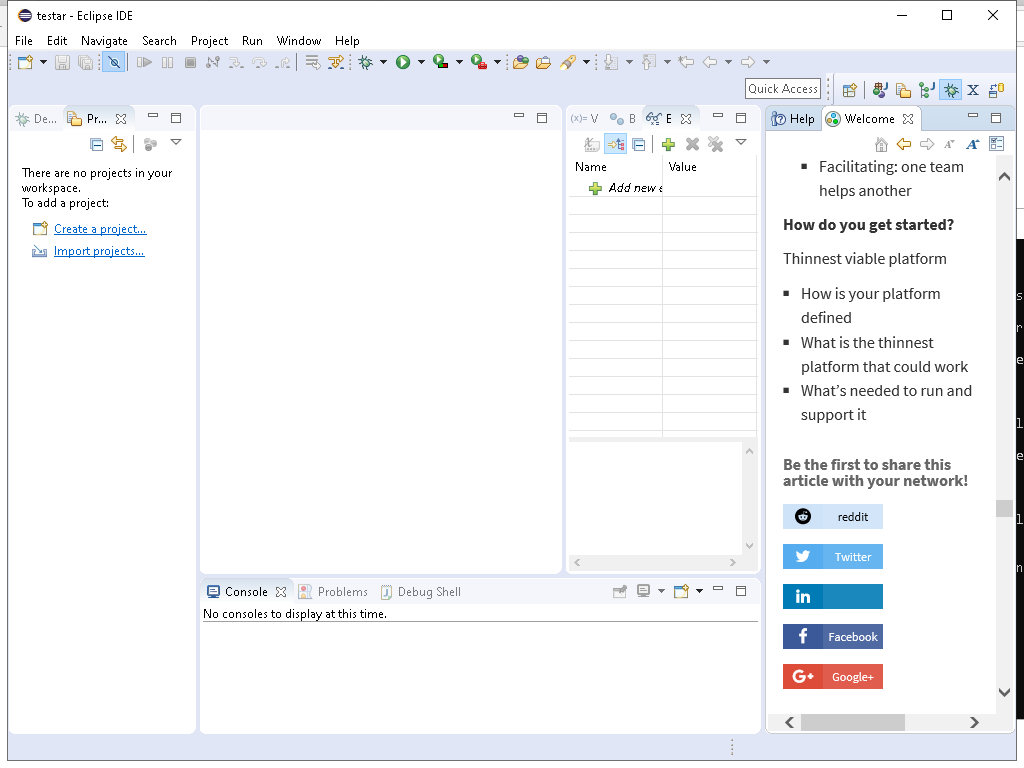 testar - Eclipse IDE
File Edit Navigate Search Project Run Window Help
Quick Access
De...
Pr...
There are no projects in your
workspace.
To add a project:
Create a project...
Import projects...
(x)= V
B
E
Name Value
Add new e
Console
Problems
Debug Shell
No consoles to display at this time.
Help
Welcome
Facilitating: one team
helps another
How do you get started?
Thinnest viable platform
How is your platform
defined
What is the thinnest
platform that could work
What's needed to run and
support it
Be the first to share this
article with your network!
reddit
Twitter
in
f Facebook
G+ Google+